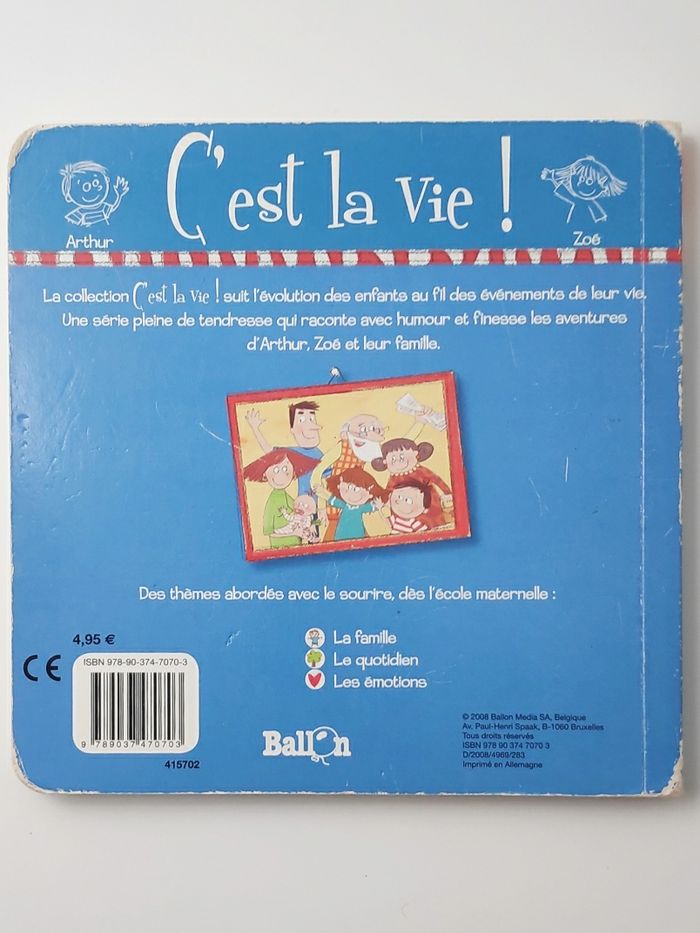 C'est la vie !
Arthur
Zoé
La collection C'est la vie ! suit l'évolution des enfants au fil des événements de leur vie.
Une série pleine de tendresse qui raconte avec humour et finesse les aventures
d'Arthur, Zoé et leur famille.
Des thèmes abordés avec le sourire, dès l'école maternelle :
La famille
Le quotidien
Les émotions
4,95 €
CE
ISBN 978-90-374-7070-3
9 789037 470703
415702
Ballon
© 2008 Ballon Media SA, Belgique
Av. Paul-Henri Spaak, B-1060 Bruxelles
Tous droits réservés
ISBN 978 90 374 7070 3
D/2008/4969/283
Imprimé en Allemagne